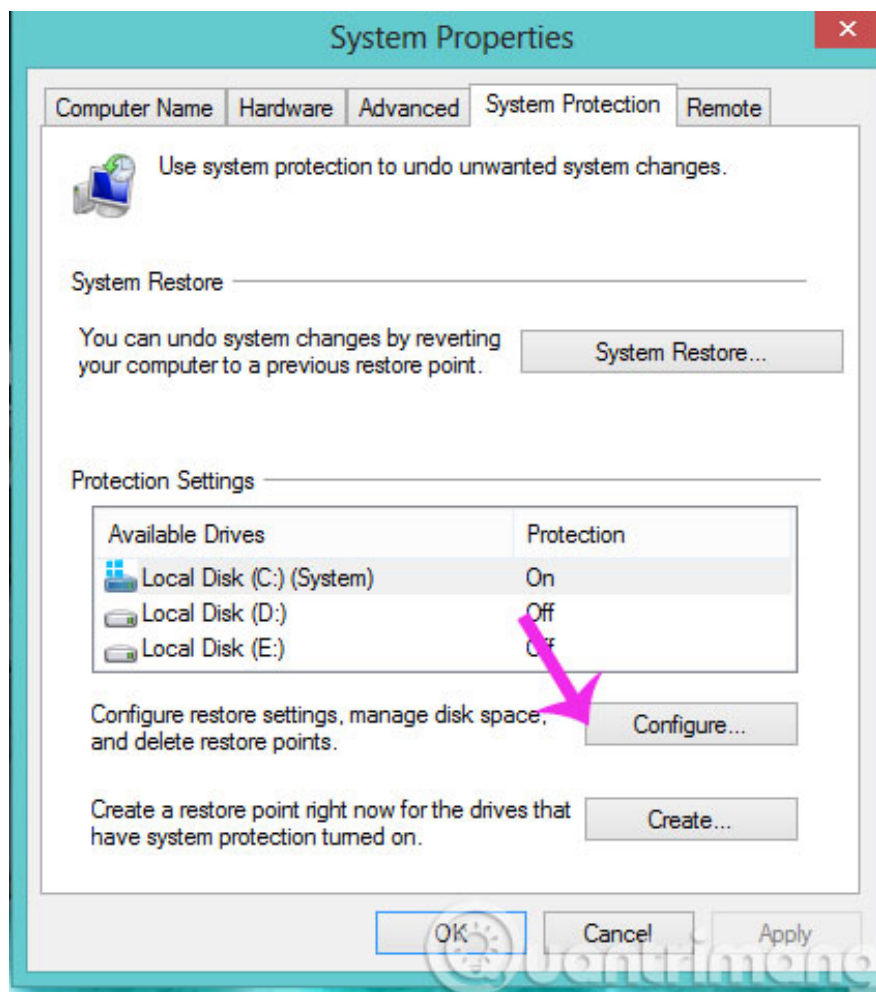 System Properties
Computer Name Hardware Advanced System Protection Remote
Use system protection to undo unwanted system changes.
System Restore
You can undo system changes by reverting
your computer to a previous restore point.
System Restore...
Protection Settings
Available Drives Protection
Local Disk (C:) (System) On
Local Disk (D:) Off
Local Disk (E:) Off
Configure restore settings, manage disk space,
and delete restore points.
Configure...
Create a restore point right now for the drives that
have system protection turned on.
Create...
OK Cancel Apply
Quantrimang